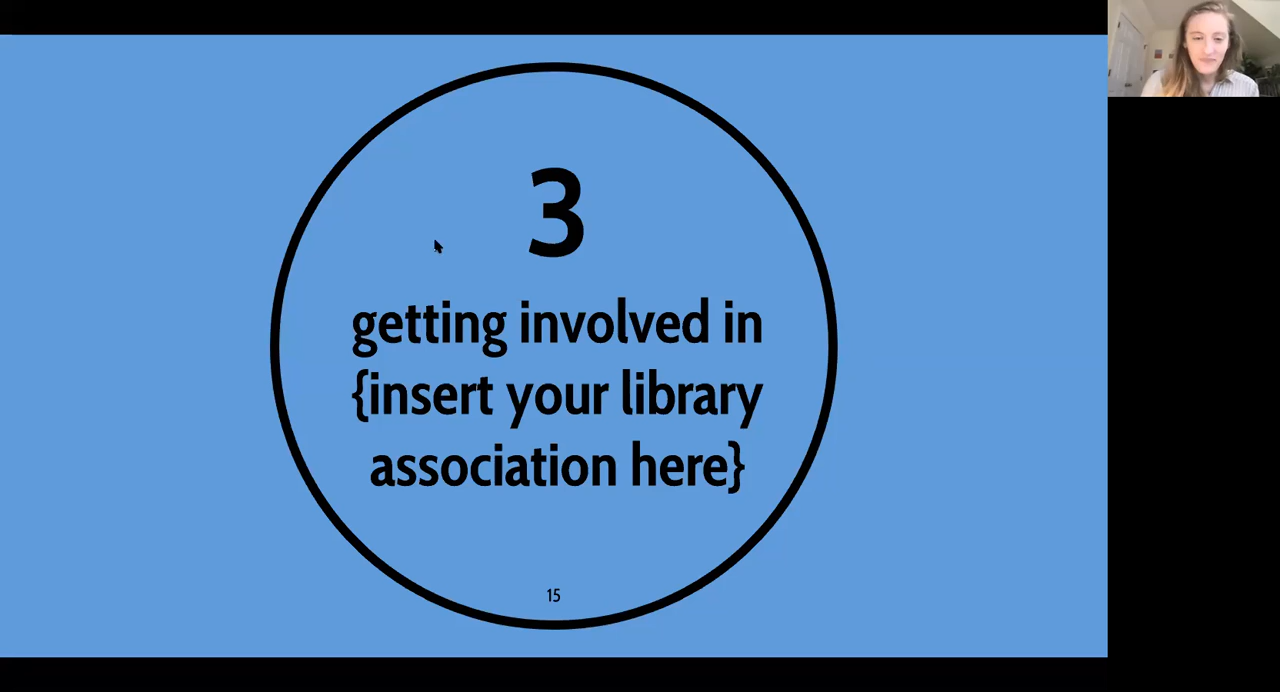 3
getting involved in
{insert your library
association here}
15